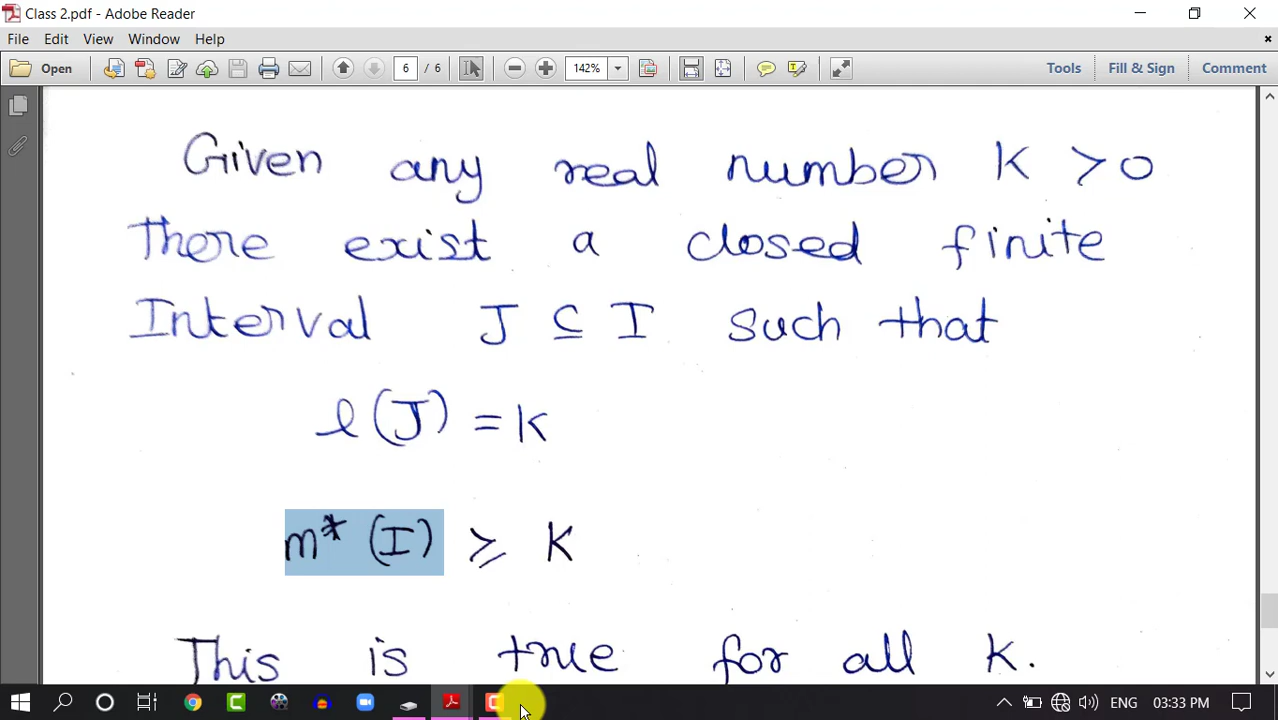 Class 2.pdf - Adobe Reader
File Edit View Window Help
Open 6 / 6 142% Tools Fill & Sign Comment
Given any real number K > 0
There exist a closed finite
Interval J ⊆ I such that
l(J) = K
m* (I) ≥ K
This is true for all K.
ENG 03:33 PM